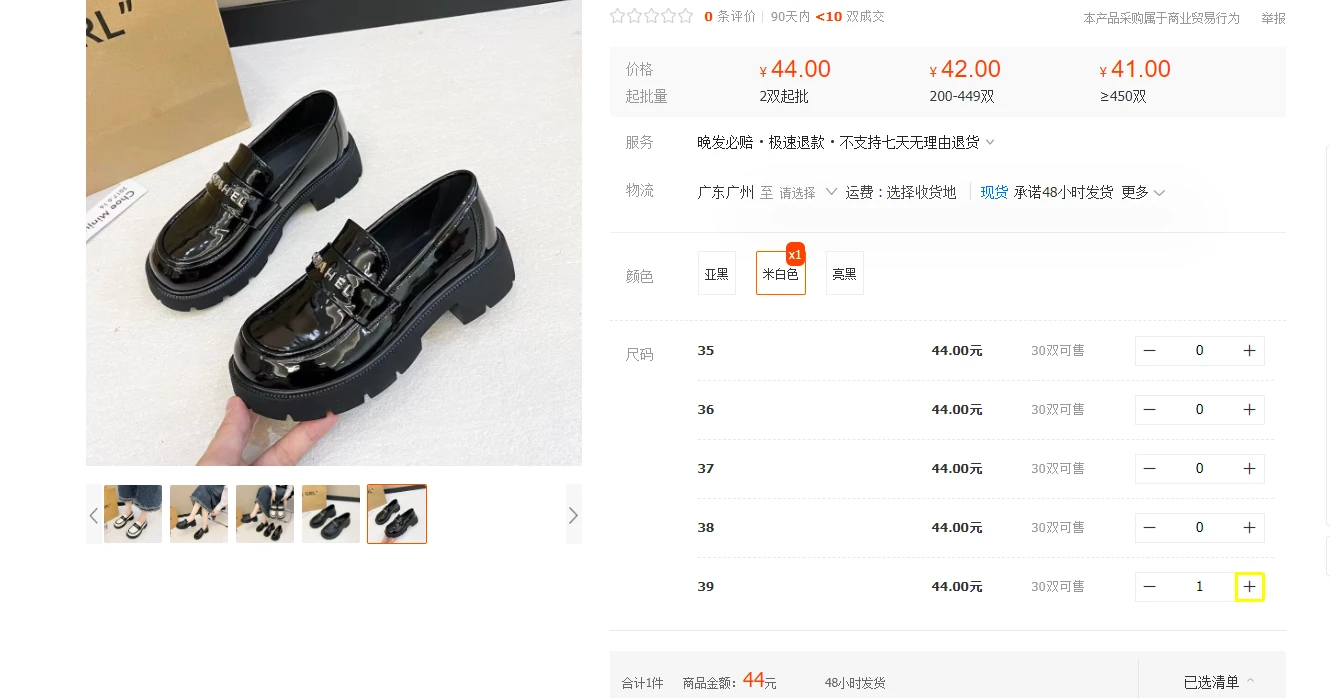 RL”
Choe Minju
AHEL
AHEL
0 条评价 90天内 <10 双成交 本产品采购属于商业贸易行为 举报
价格 ¥44.00 ¥42.00 ¥41.00
起批量 2双起批 200-449双 ≥450双
服务 晚发必赔·极速退款·不支持七天无理由退货
物流 广东广州 至 请选择 运费：选择收货地 现货 承诺48小时发货 更多
颜色 亚黑 米白色 x1 亮黑
尺码 35 44.00元 30双可售 — 0 +
36 44.00元 30双可售 — 0 +
37 44.00元 30双可售 — 0 +
38 44.00元 30双可售 — 0 +
39 44.00元 30双可售 — 1 +
合计1件 商品金额：44元 48小时发货 已选清单